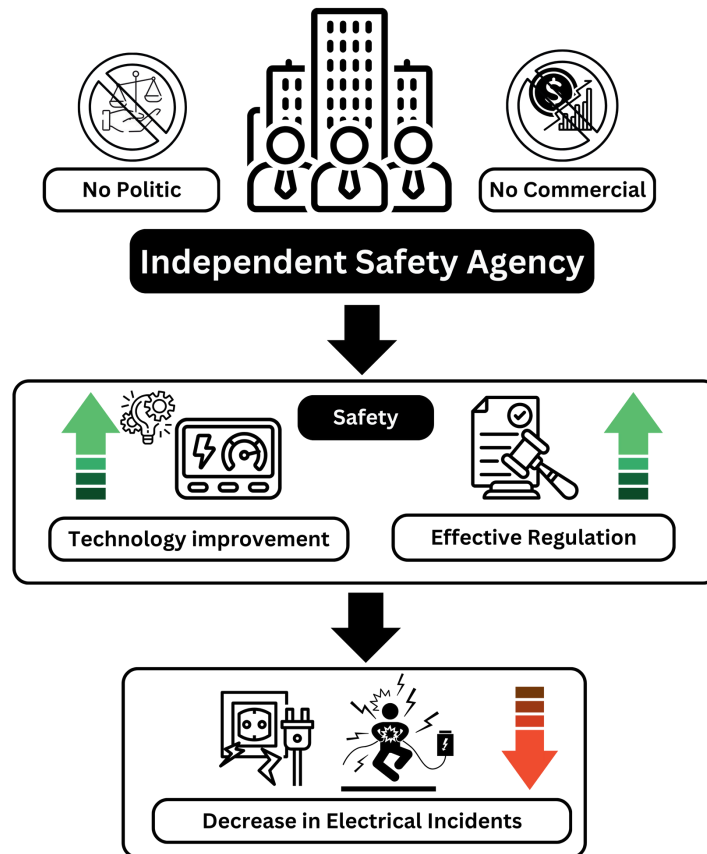 No Politic
No Commercial
Independent Safety Agency
Safety
Technology improvement
Effective Regulation
Decrease in Electrical Incidents